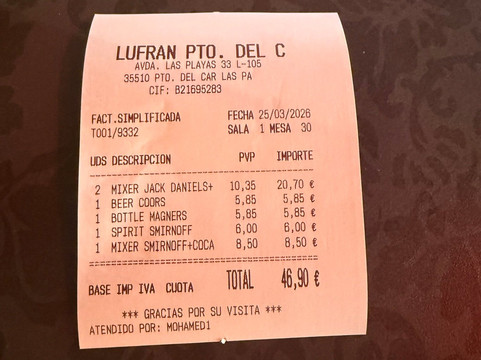 LUFRAN PTO. DEL C
AVDA. LAS PLAYAS 33 L-105
35510 PTO. DEL CAR LAS PA
CIF: B21695283
FACT.SIMPLIFICADA FECHA 25/03/2026
T001/9332 SALA 1 MESA 30
UDS DESCRIPCION PVP IMPORTE
2 MIXER JACK DANIELS+ 10,35 20,70 €
1 BEER COORS 5,85 5,85 €
1 BOTTLE MAGNERS 5,85 5,85 €
1 SPIRIT SMIRNOFF 6,00 6,00 €
1 MIXER SMIRNOFF+COCA 8,50 8,50 €
BASE IMP IVA CUOTA TOTAL 46,90 €
*** GRACIAS POR SU VISITA ***
ATENDIDO POR: MOHAMED1